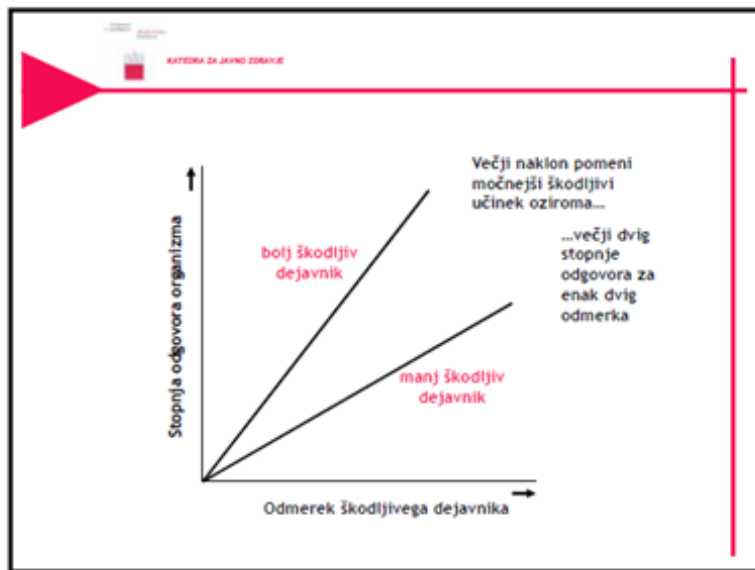 KATEDRA ZA JAVNO ZDRAVJE
Večji naklon pomeni
močnejši škodljivi
učinek oziroma…
…večji dvig
stopnje
odgovora za
enak dvig
odmerka
bolj škodljiv
dejavnik
manj škodljiv
dejavnik
Stopnja odgovora organizma
Odmerek škodljivega dejavnika